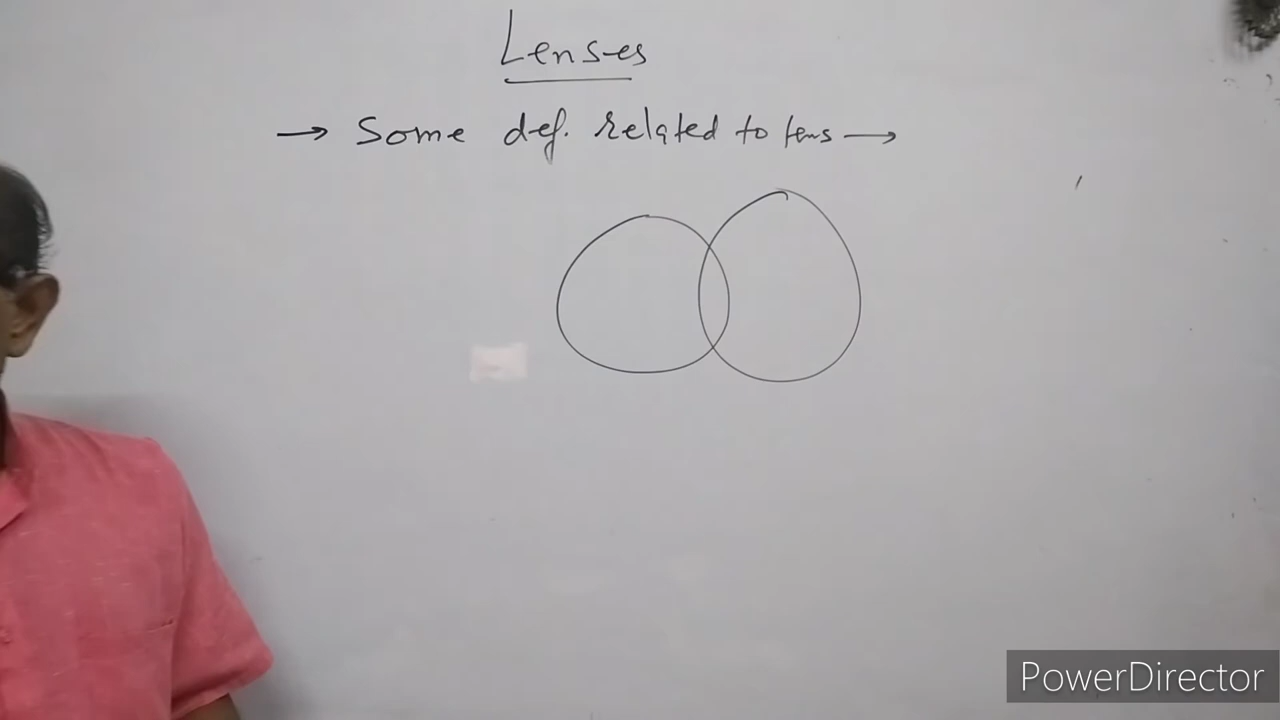 Lenses
→ Some def. related to lens →
PowerDirector